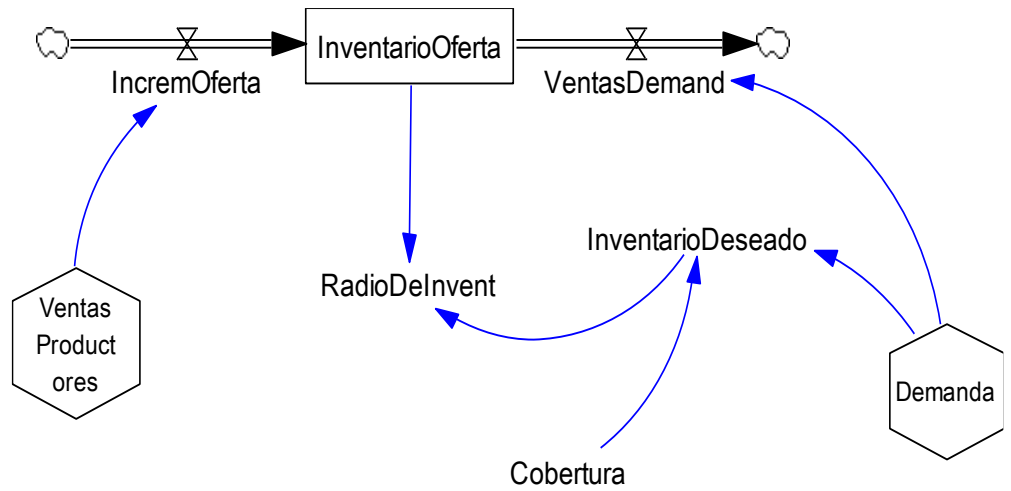 InventarioOferta
IncremOferta
VentasDemand
InventarioDeseado
RadioDeInvent
Ventas
Product
ores
Demanda
Cobertura